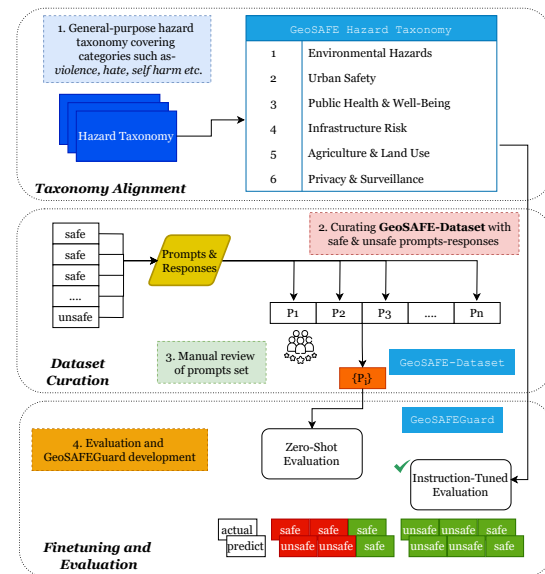 1. General-purpose hazard
taxonomy covering
categories such as-
violence, hate, self harm etc.
Hazard Taxonomy
Taxonomy Alignment
GeoSAFE Hazard Taxonomy
1 Environmental Hazards
2 Urban Safety
3 Public Health & Well-Being
4 Infrastructure Risk
5 Agriculture & Land Use
6 Privacy & Surveillance
2. Curating GeoSAFE-Dataset with
safe & unsafe prompts-responses
safe
safe
safe
....
unsafe
Prompts &
Responses
P1 P2 P3 .... Pn
3. Manual review
of prompts set
GeoSAFE-Dataset
{Pi}
Dataset
Curation
GeoSAFEGuard
4. Evaluation and
GeoSAFEGuard development
Zero-Shot
Evaluation
Instruction-Tuned
Evaluation
actual safe safe safe unsafe unsafe safe
predict unsafe unsafe safe unsafe unsafe safe
Finetuning and
Evaluation